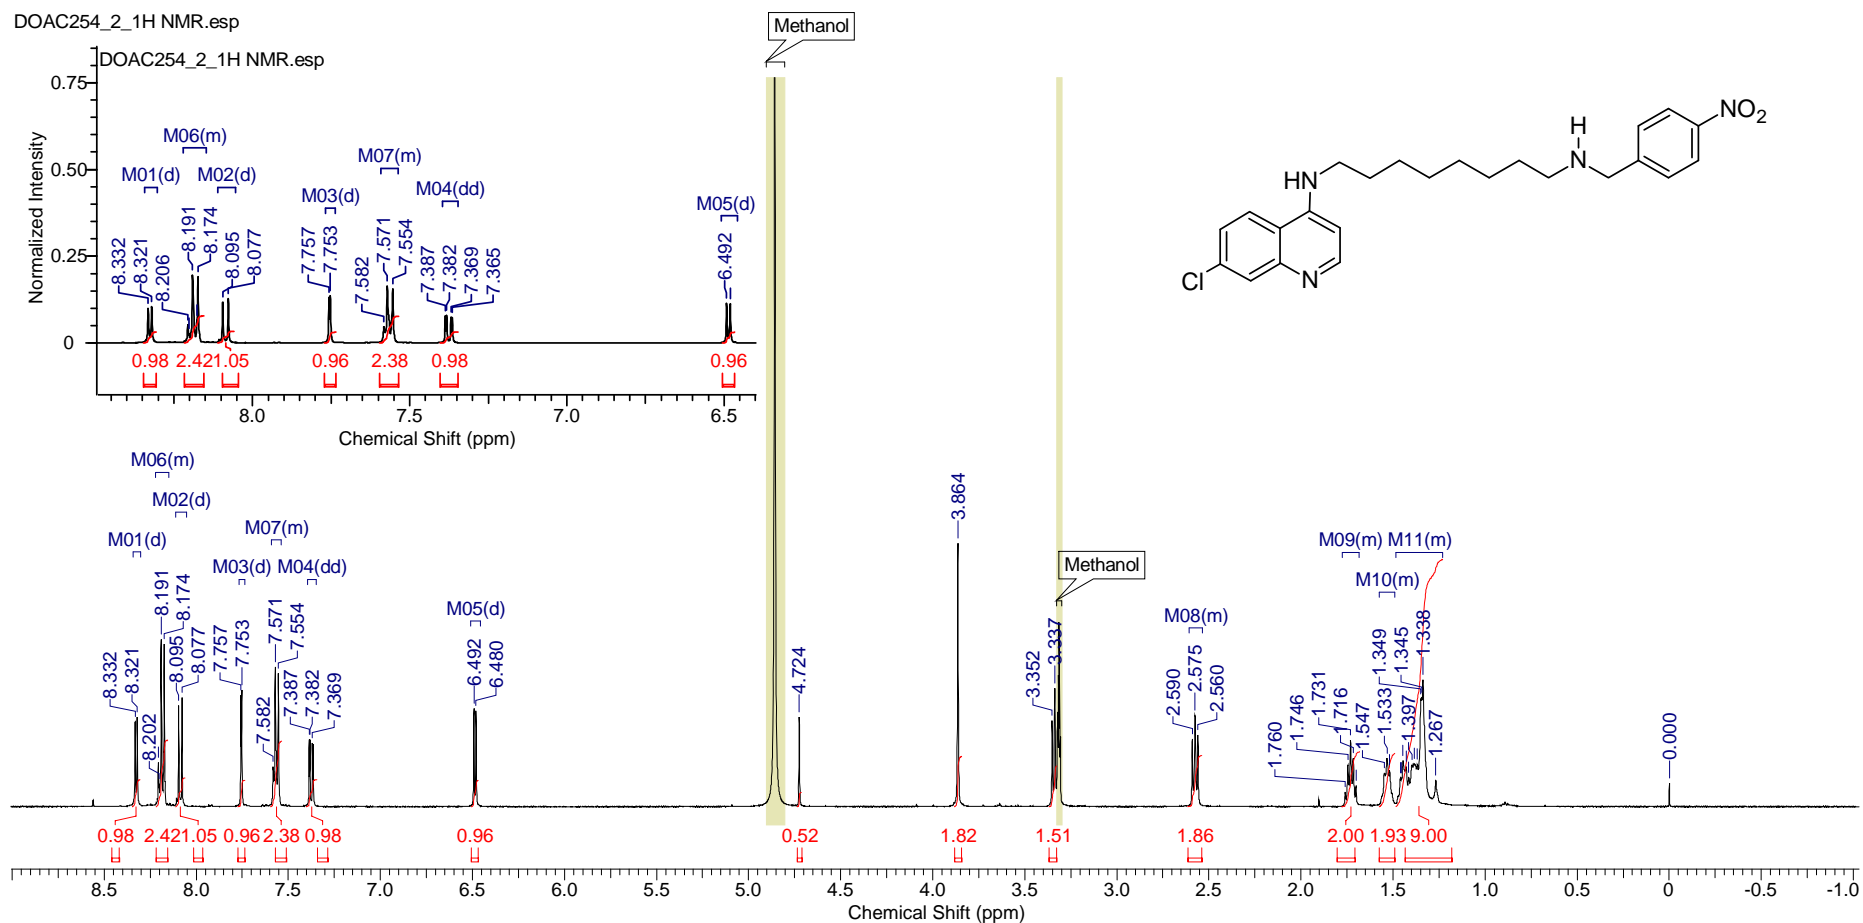 DOAC254_2_1H NMR.esp
DOAC254_2_1H NMR.esp
Methanol
Normalized Intensity
0.75
0.50
0.25
0
M06(m)
M07(m)
M01(d) M02(d)
M03(d) M04(dd)
M05(d)
8.332
8.321
8.206
8.191
8.174
8.095
8.077
7.757
7.753
7.582
7.571
7.554
7.387
7.382
7.369
7.365
6.492
0.98 2.42 1.05 0.96 2.38 0.98 0.96
8.0 7.5 7.0 6.5
Chemical Shift (ppm)
NO2
H
N
HN
Cl
N
M06(m)
M02(d)
M01(d)
M07(m)
M03(d) M04(dd)
M05(d)
Methanol
M08(m)
M09(m) M11(m)
M10(m)
8.332
8.321
8.202
8.191
8.174
8.095
8.077
7.757
7.753
7.582
7.571
7.554
7.387
7.382
7.369
6.492
6.480
4.724
3.864
3.352
3.337
2.590
2.575
2.560
1.760
1.746
1.731
1.716
1.547
1.533
1.397
1.349
1.345
1.338
1.267
0.000
0.98 2.42 1.05 0.96 2.38 0.98 0.96 0.52 1.82 1.51 1.86 2.00 1.93 9.00
8.5 8.0 7.5 7.0 6.5 6.0 5.5 5.0 4.5 4.0 3.5 3.0 2.5 2.0 1.5 1.0 0.5 0 -0.5 -1.0
Chemical Shift (ppm)